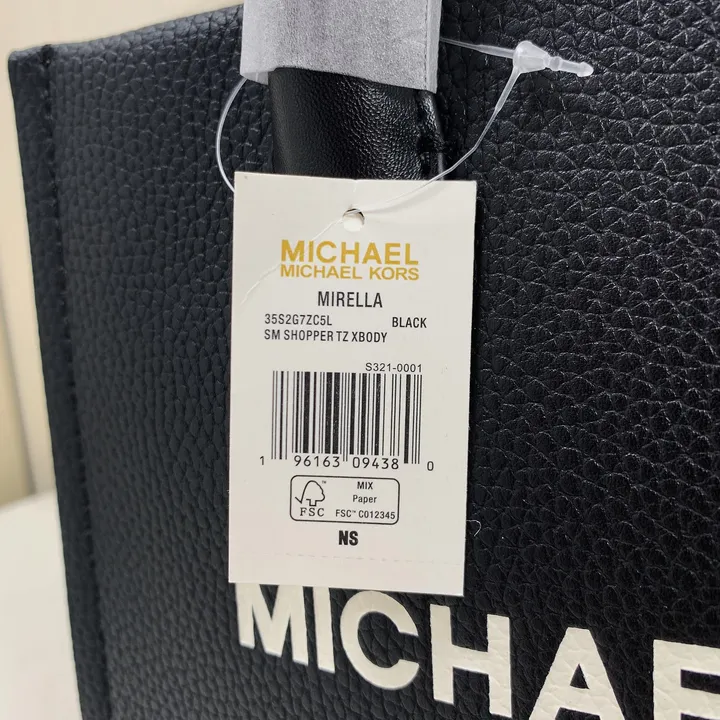 MICHAEL
MICHAEL KORS
MIRELLA
35S2G7ZC5L BLACK
SM SHOPPER TZ XBODY
S321-0001
1 96163 09438 0
FSC™
MIX
Paper
FSC™ C012345
NS
MICHAE